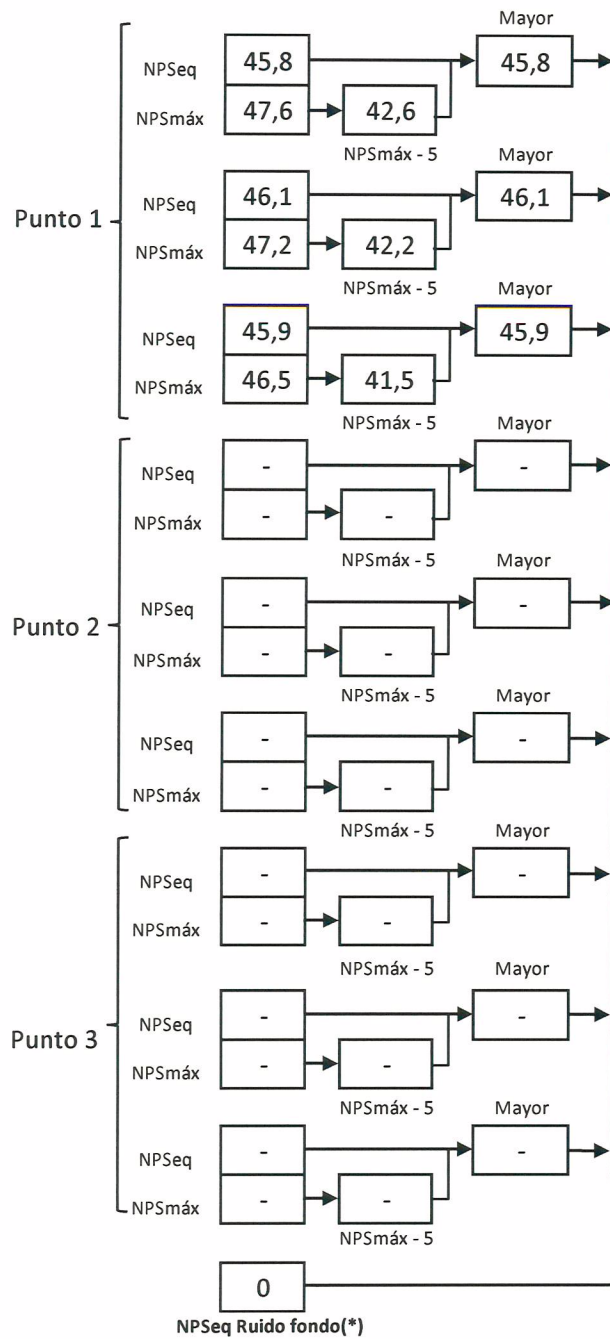 Mayor
NPSeq 45,8 45,8
NPSmáx 47,6 42,6
NPSmáx - 5
Mayor
NPSeq 46,1 46,1
Punto 1
NPSmáx 47,2 42,2
NPSmáx - 5
Mayor
NPSeq 45,9 45,9
NPSmáx 46,5 41,5
NPSmáx - 5
Mayor
NPSeq - -
NPSmáx - -
NPSmáx - 5
Mayor
NPSeq - -
Punto 2
NPSmáx - -
NPSmáx - 5
Mayor
NPSeq - -
NPSmáx - -
NPSmáx - 5
Mayor
NPSeq - -
NPSmáx - -
NPSmáx - 5
Mayor
NPSeq - -
Punto 3
NPSmáx - -
NPSmáx - 5
Mayor
NPSeq - -
NPSmáx - -
NPSmáx - 5
0
NPSeq Ruido fondo(*)